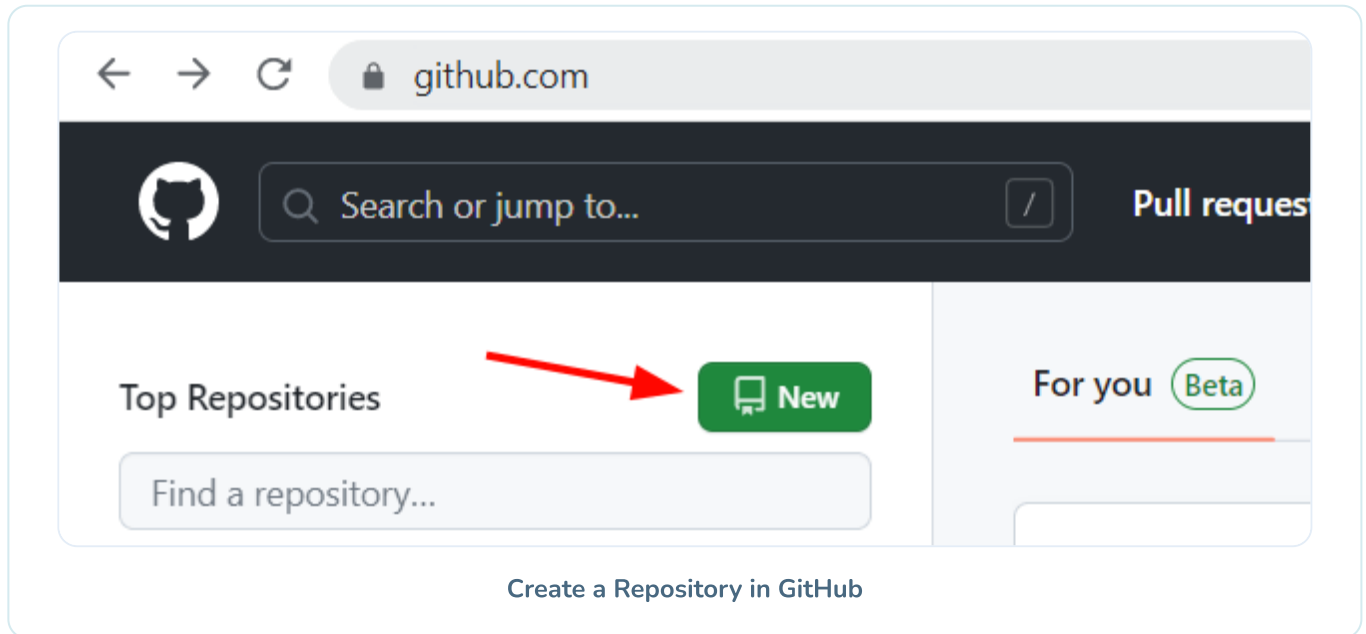 github.com
Search or jump to... /
Pull reques
Top Repositories
New
For you Beta
Find a repository...
Create a Repository in GitHub